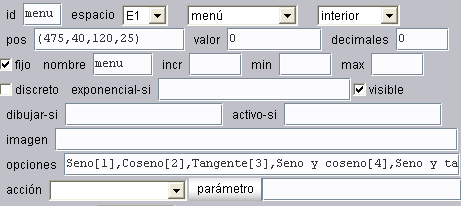 id menu espacio E1 menú interior
pos (475,40,120,25) valor 0 decimales 0
fijo nombre menu incr min max
discreto exponencial-si visible
dibujar-si activo-si
imagen
opciones Seno[1],Coseno[2],Tangente[3],Seno y coseno[4],Seno y ta
acción parámetro